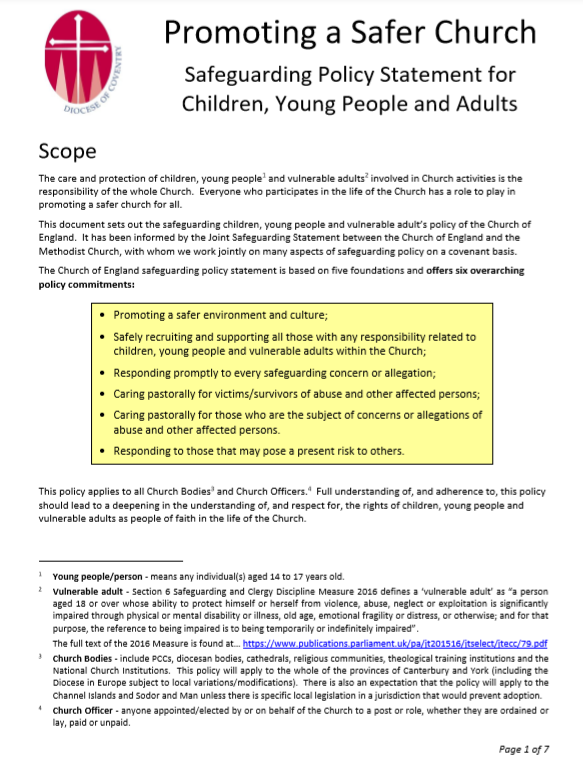 DIOCESE OF COVENTRY
Promoting a Safer Church
Safeguarding Policy Statement for
Children, Young People and Adults
Scope
The care and protection of children, young people¹ and vulnerable adults² involved in Church activities is the
responsibility of the whole Church.  Everyone who participates in the life of the Church has a role to play in
promoting a safer church for all.
This document sets out the safeguarding children, young people and vulnerable adult's policy of the Church of
England.  It has been informed by the Joint Safeguarding Statement between the Church of England and the
Methodist Church, with whom we work jointly on many aspects of safeguarding policy on a covenant basis.
The Church of England safeguarding policy statement is based on five foundations and offers six overarching
policy commitments:
• Promoting a safer environment and culture;
• Safely recruiting and supporting all those with any responsibility related to
children, young people and vulnerable adults within the Church;
• Responding promptly to every safeguarding concern or allegation;
• Caring pastorally for victims/survivors of abuse and other affected persons;
• Caring pastorally for those who are the subject of concerns or allegations of
abuse and other affected persons.
• Responding to those that may pose a present risk to others.
This policy applies to all Church Bodies³ and Church Officers.⁴  Full understanding of, and adherence to, this policy
should lead to a deepening in the understanding of, and respect for, the rights of children, young people and
vulnerable adults as people of faith in the life of the Church.
¹ Young people/person - means any individual(s) aged 14 to 17 years old.
² Vulnerable adult - Section 6 Safeguarding and Clergy Discipline Measure 2016 defines a 'vulnerable adult' as "a person
aged 18 or over whose ability to protect himself or herself from violence, abuse, neglect or exploitation is significantly
impaired through physical or mental disability or illness, old age, emotional fragility or distress, or otherwise; and for that
purpose, the reference to being impaired is to being temporarily or indefinitely impaired".
The full text of the 2016 Measure is found at... https://www.publications.parliament.uk/pa/jt201516/jtselect/jtecc/79.pdf
³ Church Bodies - include PCCs, diocesan bodies, cathedrals, religious communities, theological training institutions and the
National Church Institutions.  This policy will apply to the whole of the provinces of Canterbury and York (including the
Diocese in Europe subject to local variations/modifications).  There is also an expectation that the policy will apply to the
Channel Islands and Sodor and Man unless there is specific local legislation in a jurisdiction that would prevent adoption.
⁴ Church Officer - anyone appointed/elected by or on behalf of the Church to a post or role, whether they are ordained or
lay, paid or unpaid.
Page 1 of 7